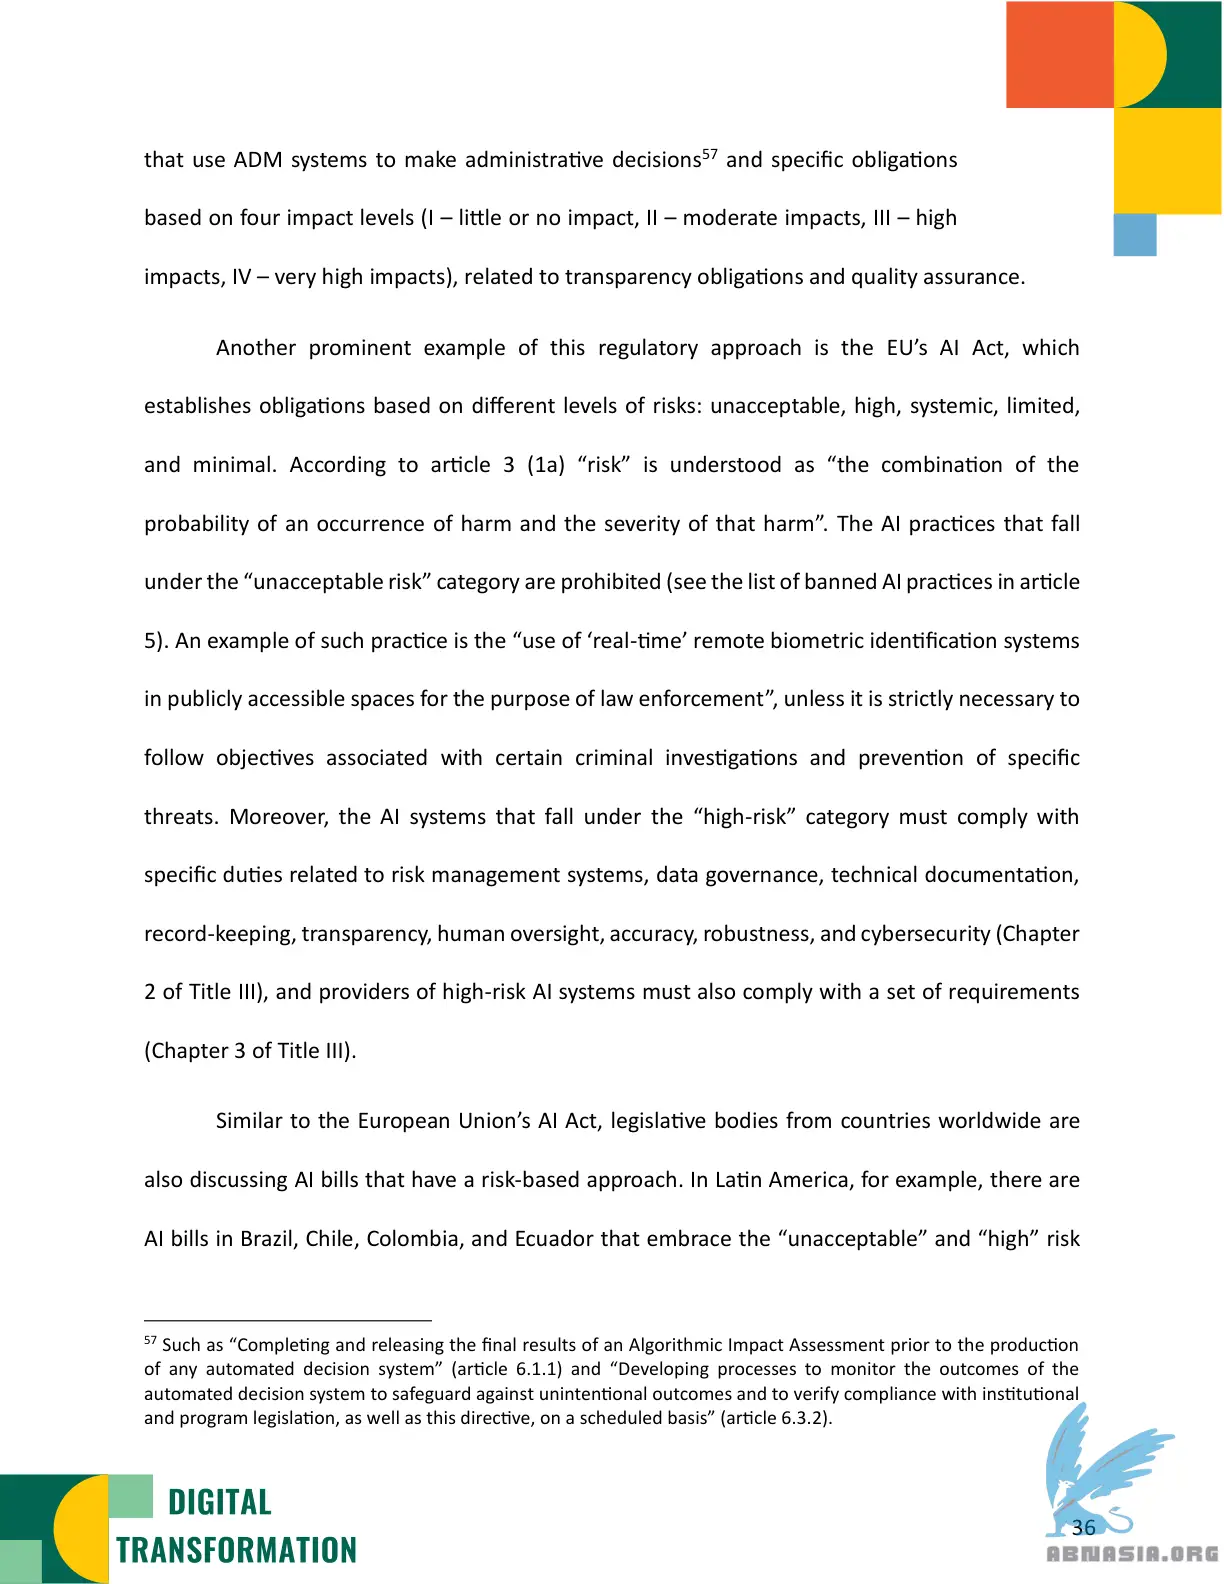 that use ADM systems to make administrative decisions57 and specific obligations
based on four impact levels (I – little or no impact, II – moderate impacts, III – high
impacts, IV – very high impacts), related to transparency obligations and quality assurance.
Another prominent example of this regulatory approach is the EU’s AI Act, which
establishes obligations based on different levels of risks: unacceptable, high, systemic, limited,
and minimal. According to article 3 (1a) “risk” is understood as “the combination of the
probability of an occurrence of harm and the severity of that harm”. The AI practices that fall
under the “unacceptable risk” category are prohibited (see the list of banned AI practices in article
5). An example of such practice is the “use of ‘real-time’ remote biometric identification systems
in publicly accessible spaces for the purpose of law enforcement”, unless it is strictly necessary to
follow objectives associated with certain criminal investigations and prevention of specific
threats. Moreover, the AI systems that fall under the “high-risk” category must comply with
specific duties related to risk management systems, data governance, technical documentation,
record-keeping, transparency, human oversight, accuracy, robustness, and cybersecurity (Chapter
2 of Title III), and providers of high-risk AI systems must also comply with a set of requirements
(Chapter 3 of Title III).
Similar to the European Union’s AI Act, legislative bodies from countries worldwide are
also discussing AI bills that have a risk-based approach. In Latin America, for example, there are
AI bills in Brazil, Chile, Colombia, and Ecuador that embrace the “unacceptable” and “high” risk
57 Such as “Completing and releasing the final results of an Algorithmic Impact Assessment prior to the production
of any automated decision system” (article 6.1.1) and “Developing processes to monitor the outcomes of the
automated decision system to safeguard against unintentional outcomes and to verify compliance with institutional
and program legislation, as well as this directive, on a scheduled basis” (article 6.3.2).
DIGITAL
TRANSFORMATION
36
ABNASIA.ORG